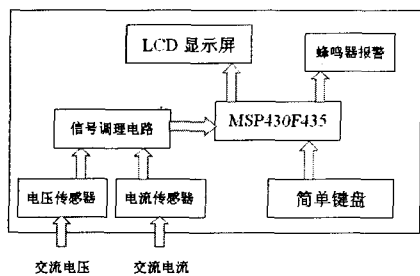 LCD 显示屏
蜂鸣器报警
信号调理电路
MSP430F435
电压传感器
电流传感器
简单键盘
交流电压
交流电流